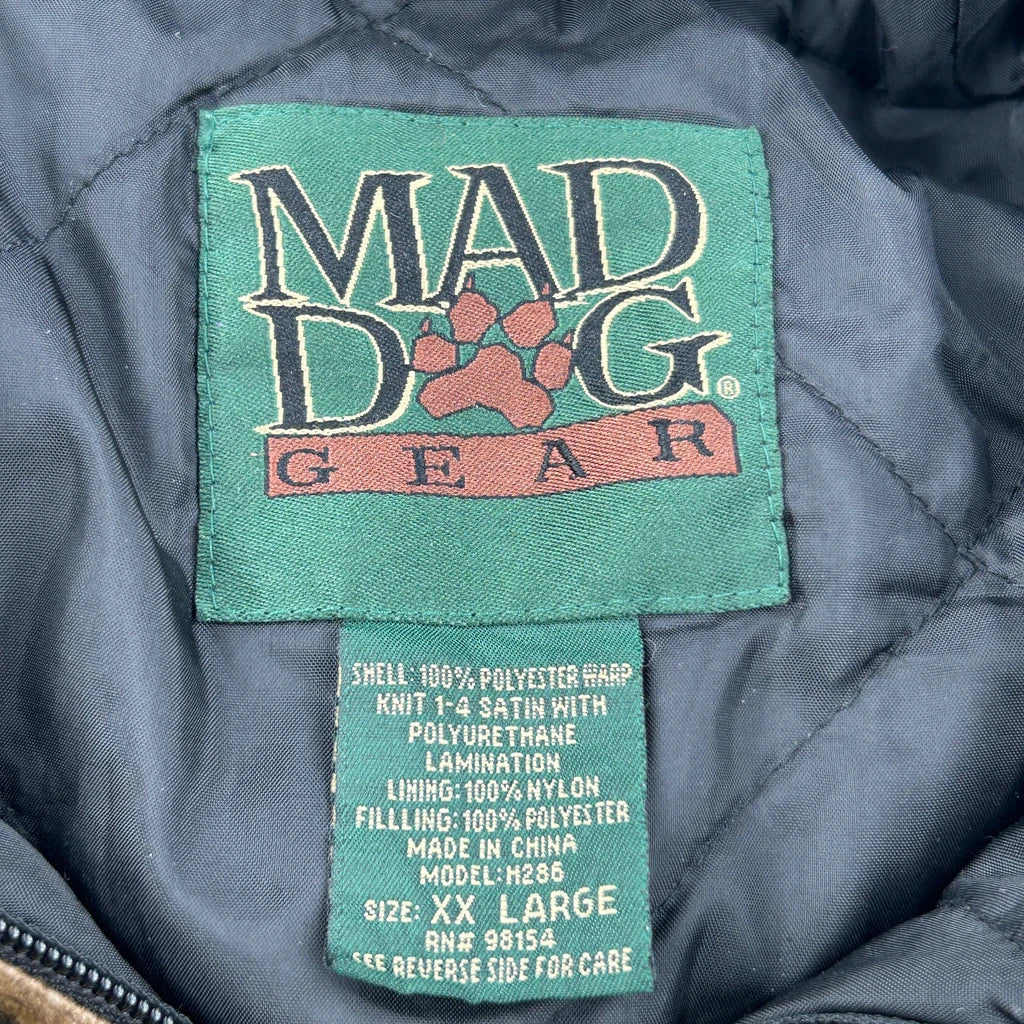 MAD
DOG
GEAR
®
SHELL: 100% POLYESTER WARP
KNIT 1-4 SATIN WITH
POLYURETHANE
LAMINATION
LINING: 100% NYLON
FILLLING: 100% POLYESTER
MADE IN CHINA
MODEL: H286
SIZE: XX LARGE
RN# 98154
SEE REVERSE SIDE FOR CARE